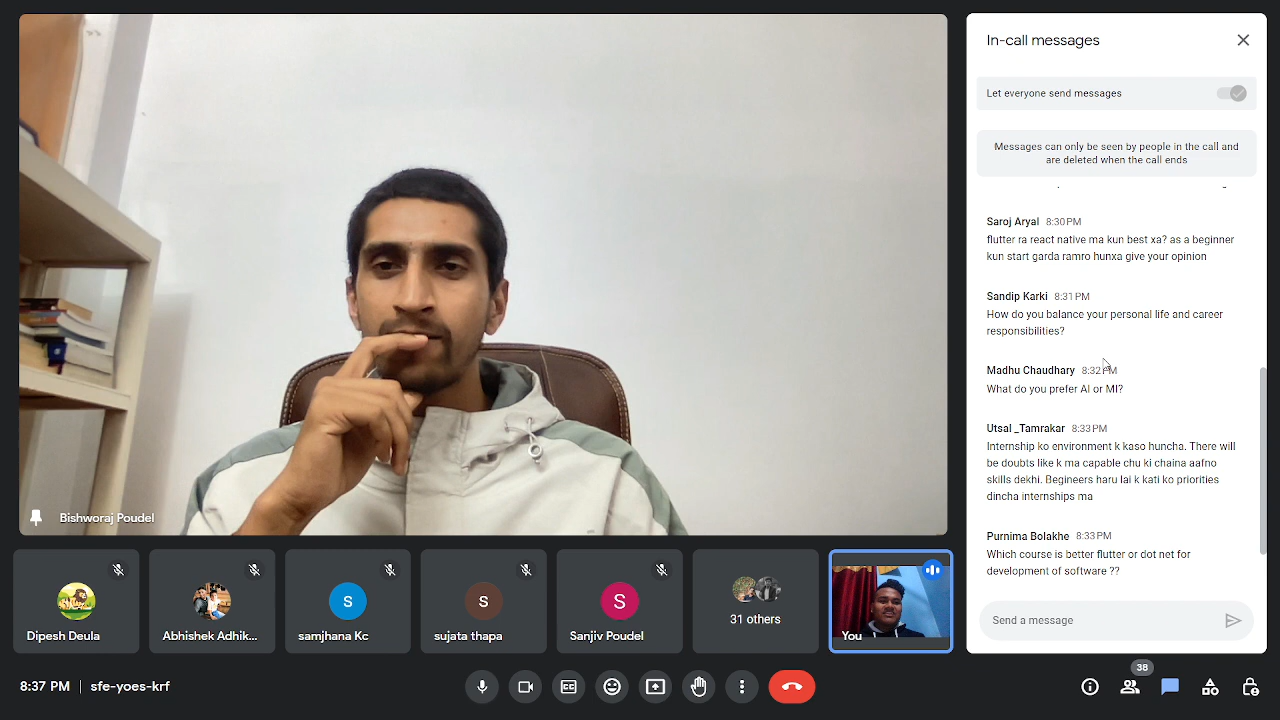 Bishworaj Poudel
Dipesh Deula
Abhishek Adhik...
S
samjhana Kc
S
sujata thapa
S
Sanjiv Poudel
31 others
You
8:37 PM | sfe-yoes-krf
38
In-call messages
Let everyone send messages
Messages can only be seen by people in the call and
are deleted when the call ends
Saroj Aryal 8:30 PM
flutter ra react native ma kun best xa? as a beginner
kun start garda ramro hunxa give your opinion
Sandip Karki 8:31 PM
How do you balance your personal life and career
responsibilities?
Madhu Chaudhary 8:32 PM
What do you prefer AI or MI?
Utsal _Tamrakar 8:33 PM
Internship ko environment k kaso huncha. There will
be doubts like k ma capable chu ki chaina aafno
skills dekhi. Begineers haru lai k kati ko priorities
dincha internships ma
Purnima Bolakhe 8:33 PM
Which course is better flutter or dot net for
development of software ??
Send a message